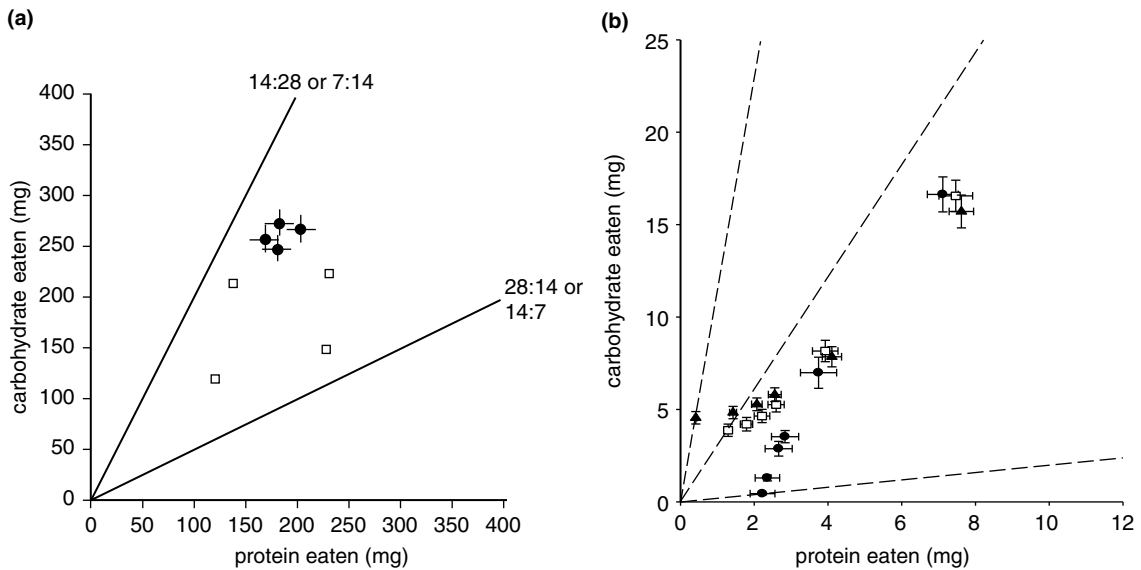 (a)
14:28 or 7:14
400
350
300
250
200
150
100
50
0
carbohydrate eaten (mg)
28:14 or
14:7
0 50 100 150 200 250 300 350 400
protein eaten (mg)
(b)
25
20
15
10
5
0
carbohydrate eaten (mg)
0 2 4 6 8 10 12
protein eaten (mg)